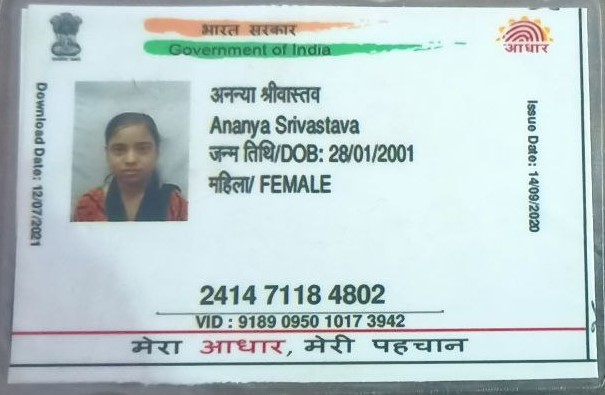 भारत सरकार
Government of India
आधार
Download Date: 12/07/2021
अनन्या श्रीवास्तव
Ananya Srivastava
जन्म तिथि/DOB: 28/01/2001
महिला/ FEMALE
Issue Date: 14/09/2020
2414 7118 4802
VID : 9189 0950 1017 3942
मेरा आधार, मेरी पहचान